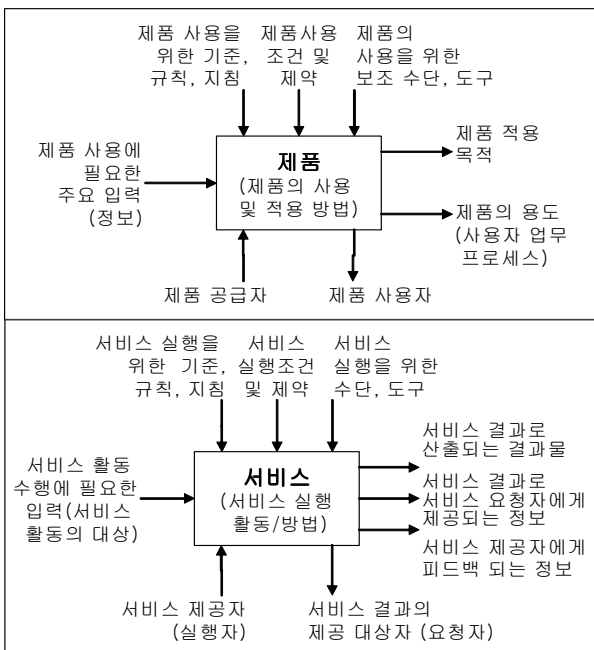 제품 사용을
위한 기준,
규칙, 지침
제품사용
조건 및
제약
제품의
사용을 위한
보조 수단, 도구
제품 사용에
필요한
주요 입력
(정보)
제품
(제품의 사용
및 적용 방법)
제품 적용
목적
제품의 용도
(사용자 업무
프로세스)
제품 공급자
제품 사용자
서비스 실행을
위한 기준,
규칙, 지침
서비스
실행조건
및 제약
서비스
실행을 위한
수단, 도구
서비스 활동
수행에 필요한
입력(서비스
활동의 대상)
서비스
(서비스 실행
활동/방법)
서비스 결과로
산출되는 결과물
서비스 결과로
서비스 요청자에게
제공되는 정보
서비스 제공자에게
피드백 되는 정보
서비스 제공자
(실행자)
서비스 결과의
제공 대상자 (요청자)